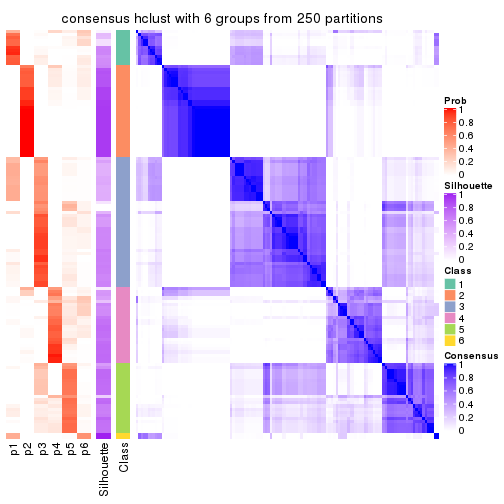 consensus hclust with 6 groups from 250 partitions
Prob
1
0.8
0.6
0.4
0.2
0
Silhouette
1
0.8
0.6
0.4
0.2
0
Class
1
2
3
4
5
6
Consensus
1
0.8
0.6
0.4
0.2
0
p1
p2
p3
p4
p5
p6
Silhouette
Class